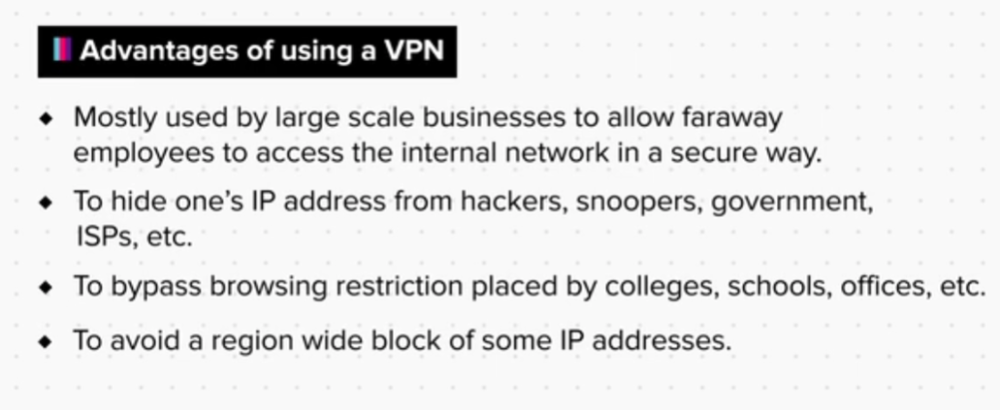 Advantages of using a VPN
◆ Mostly used by large scale businesses to allow faraway
employees to access the internal network in a secure way.
◆ To hide one's IP address from hackers, snoopers, government,
ISPs, etc.
◆ To bypass browsing restriction placed by colleges, schools, offices, etc.
◆ To avoid a region wide block of some IP addresses.